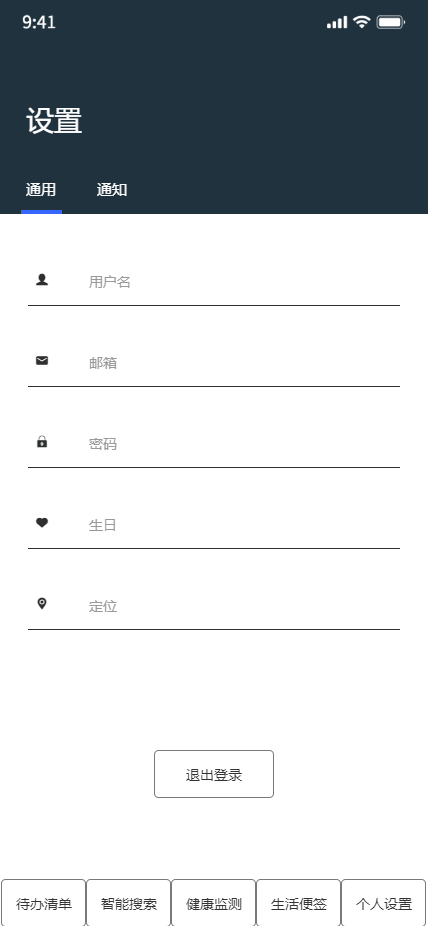 9:41
设置
通用 通知
用户名
邮箱
密码
生日
定位
退出登录
待办清单 智能搜索 健康监测 生活便签 个人设置